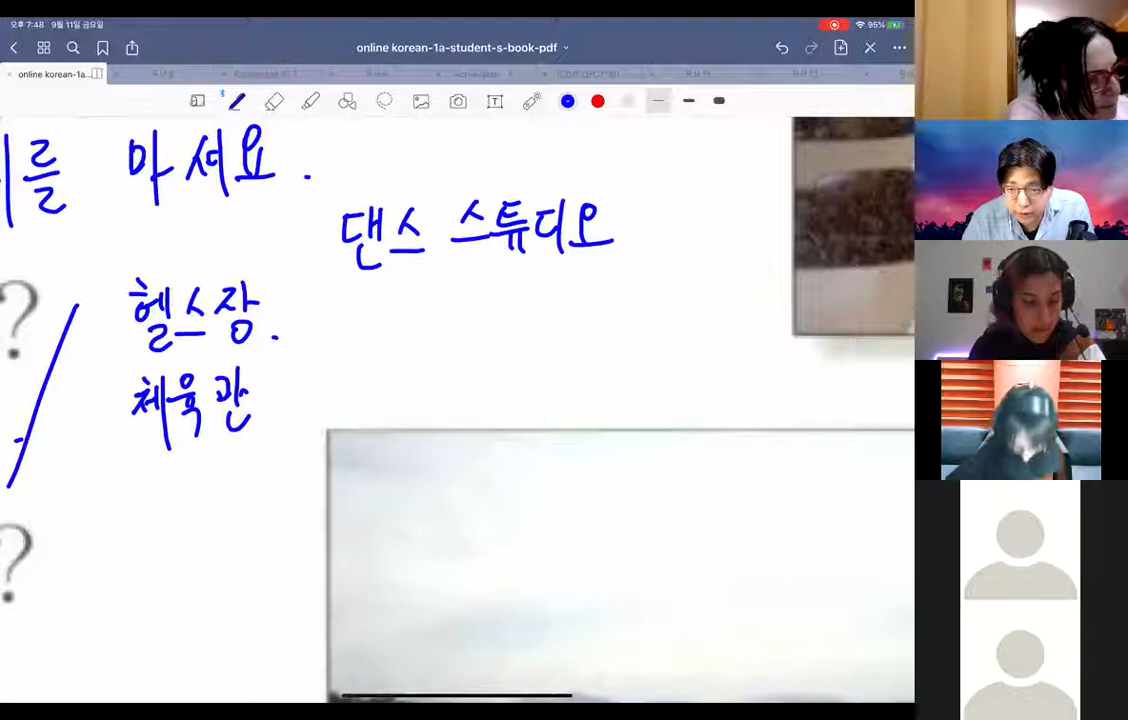 오후 7:48 9월 11일 금요일
95%
online korean-1a-student-s-book-pdf
online korean-1a...
를 마셔요.
댄스 스튜디오
?
헬스장.
체육관
?